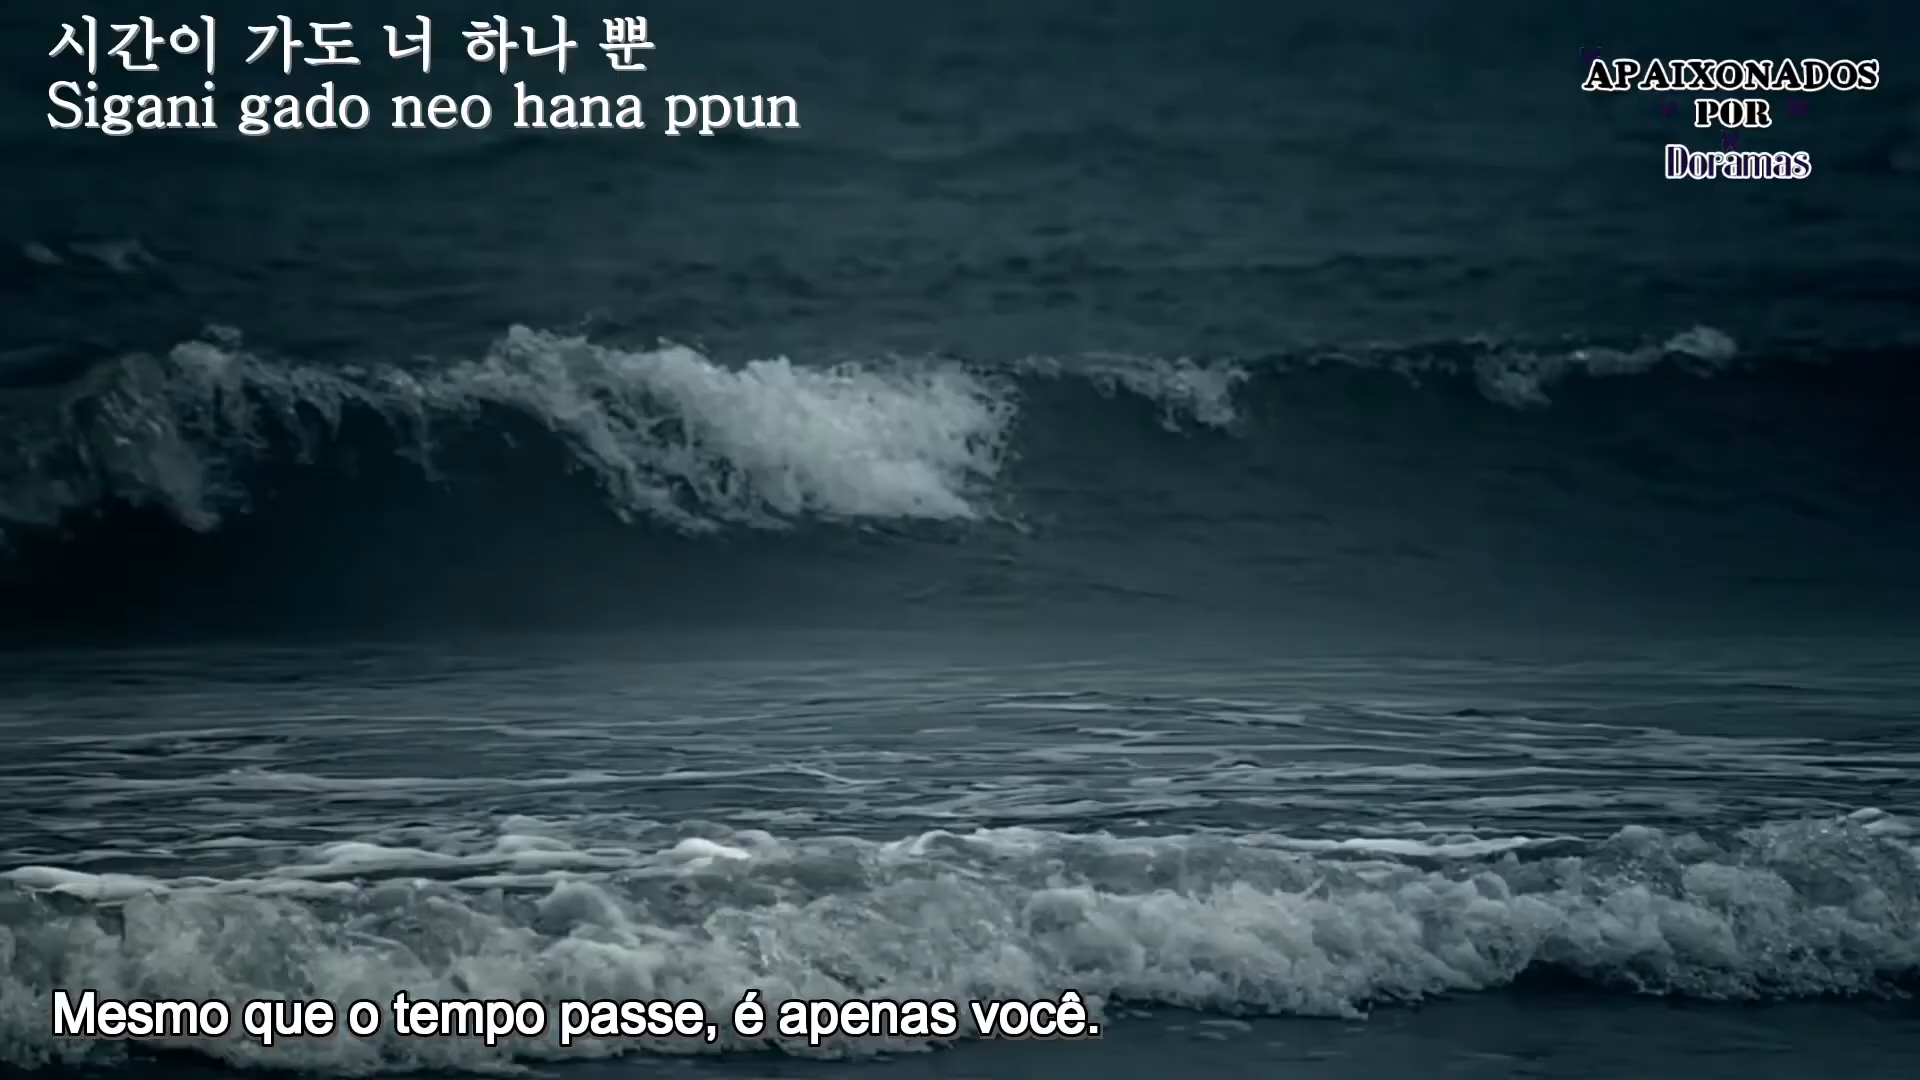 시간이 가도 너 하나 뿐
Sigani gado neo hana ppun
APAIXONADOS
POR
Doramas
Mesmo que o tempo passe, é apenas você.